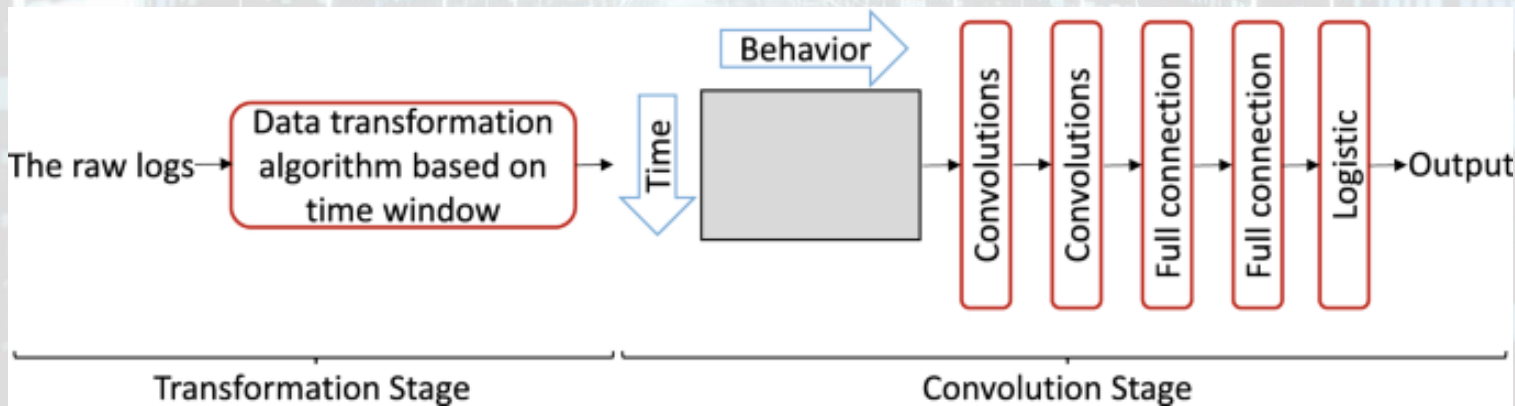 The raw logs
Data transformation
algorithm based on
time window
Behavior
Time
Convolutions
Convolutions
Full connection
Full connection
Logistic
Output
Transformation Stage
Convolution Stage